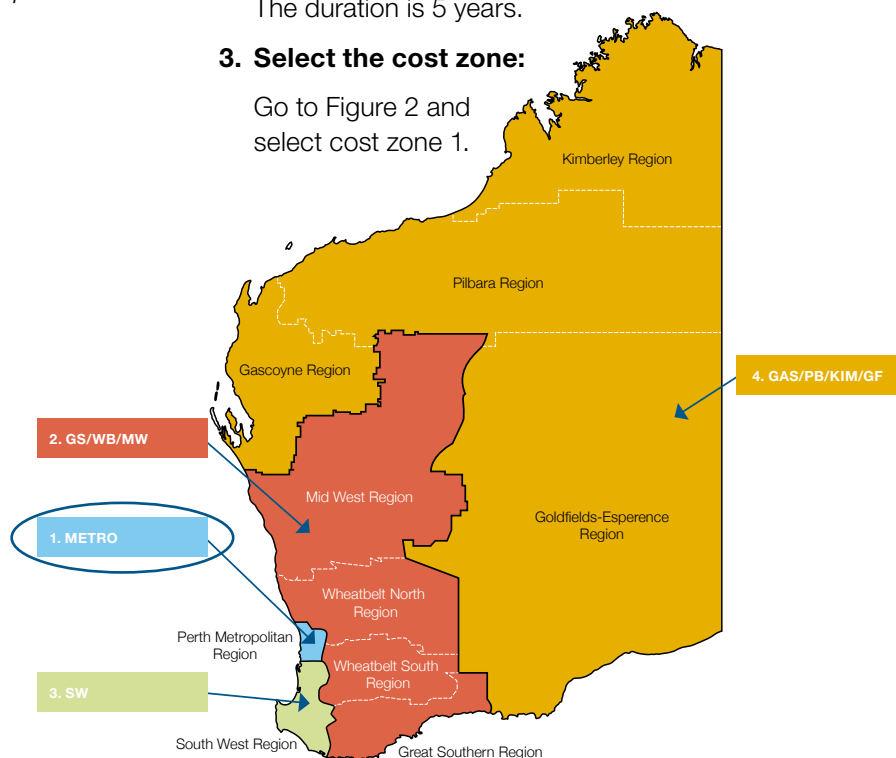 The duration is 5 years.
3. Select the cost zone:
Go to Figure 2 and
select cost zone 1.
Kimberley Region
Pilbara Region
Gascoyne Region
4. GAS/PB/KIM/GF
2. GS/WB/MW
Mid West Region
Goldfields-Esperence
Region
1. METRO
Wheatbelt North
Region
Perth Metropolitan
Region
Wheatbelt South
Region
3. SW
South West Region
Great Southern Region